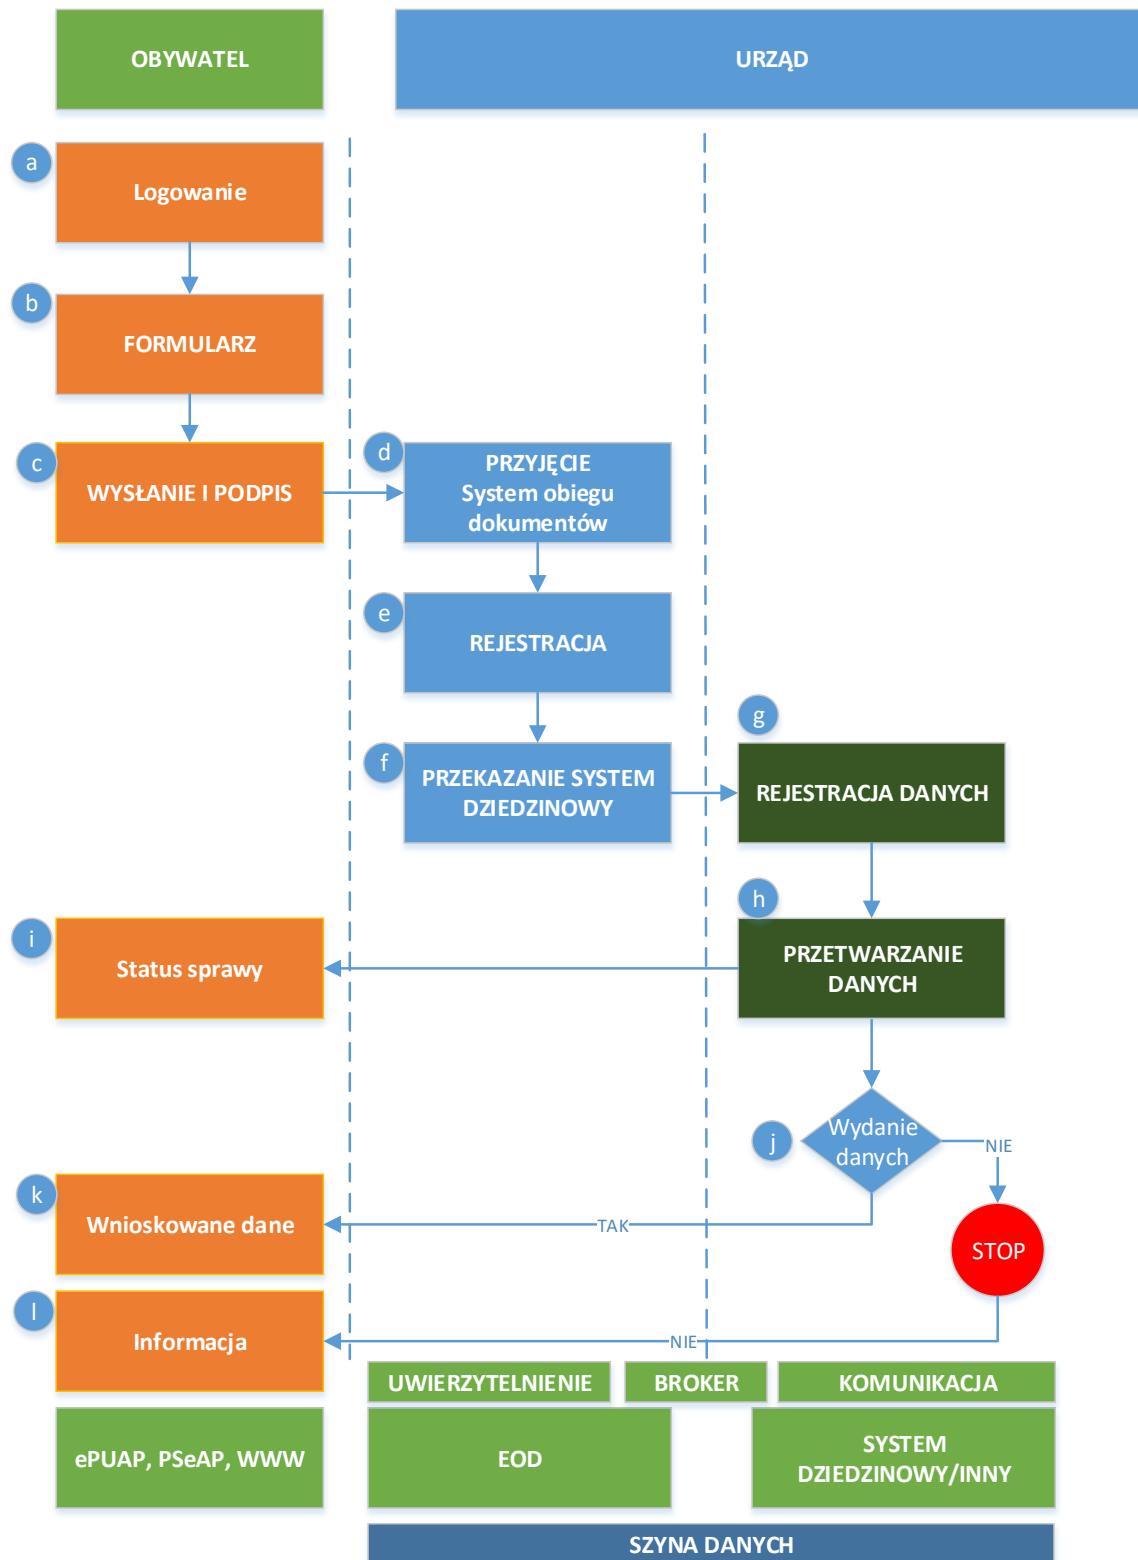 OBYWATEL
URZĄD
a
Logowanie
b
FORMULARZ
c
WYSŁANIE I PODPIS
d
PRZYJĘCIE
System obiegu
dokumentów
e
REJESTRACJA
f
PRZEKAZANIE SYSTEM
DZIEDZINOWY
g
REJESTRACJA DANYCH
h
PRZETWARZANIE
DANYCH
i
Status sprawy
j
Wydanie
danych
NIE
k
Wnioskowane dane
TAK
STOP
l
Informacja
NIE
UWIERZYTELNIENIE
BROKER
KOMUNIKACJA
ePUAP, PSeAP, WWW
EOD
SYSTEM
DZIEDZINOWY/INNY
SZYNA DANYCH